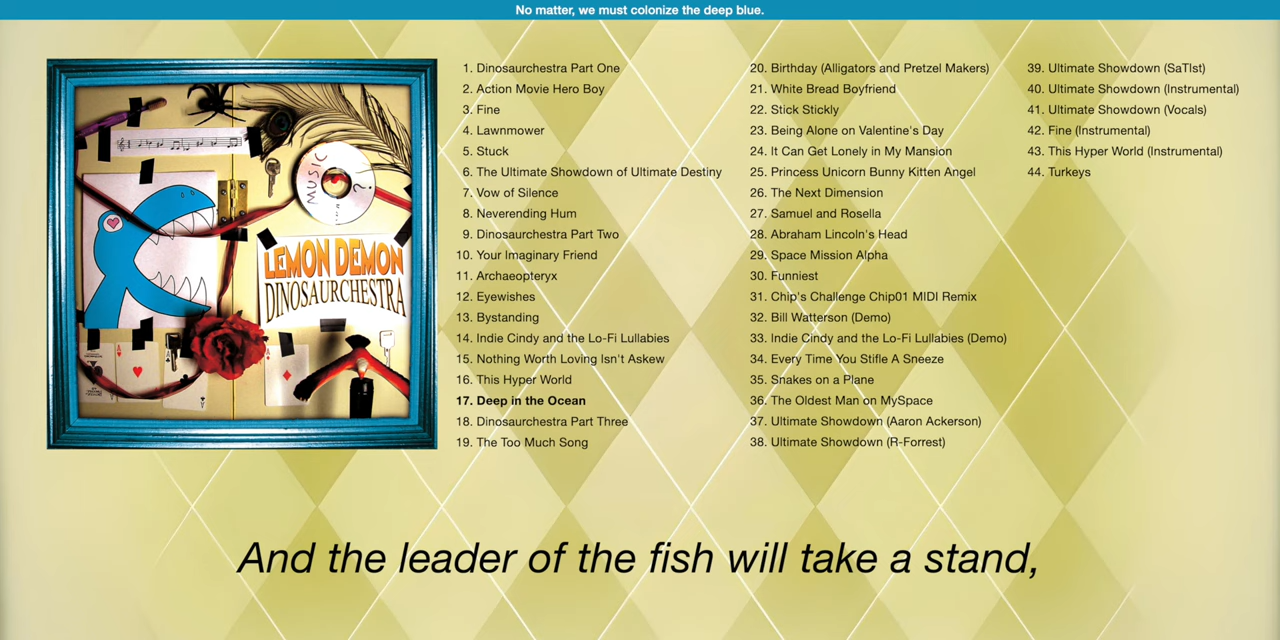 No matter, we must colonize the deep blue.
MUSIC
LEMON DEMON
DINOSAURCHESTRA
1. Dinosaurchestra Part One
2. Action Movie Hero Boy
3. Fine
4. Lawnmower
5. Stuck
6. The Ultimate Showdown of Ultimate Destiny
7. Vow of Silence
8. Neverending Hum
9. Dinosaurchestra Part Two
10. Your Imaginary Friend
11. Archaeopteryx
12. Eyewishes
13. Bystanding
14. Indie Cindy and the Lo-Fi Lullabies
15. Nothing Worth Loving Isn't Askew
16. This Hyper World
17. Deep in the Ocean
18. Dinosaurchestra Part Three
19. The Too Much Song
20. Birthday (Alligators and Pretzel Makers)
21. White Bread Boyfriend
22. Stick Stickly
23. Being Alone on Valentine's Day
24. It Can Get Lonely in My Mansion
25. Princess Unicorn Bunny Kitten Angel
26. The Next Dimension
27. Samuel and Rosella
28. Abraham Lincoln's Head
29. Space Mission Alpha
30. Funniest
31. Chip's Challenge Chip01 MIDI Remix
32. Bill Watterson (Demo)
33. Indie Cindy and the Lo-Fi Lullabies (Demo)
34. Every Time You Stifle A Sneeze
35. Snakes on a Plane
36. The Oldest Man on MySpace
37. Ultimate Showdown (Aaron Ackerson)
38. Ultimate Showdown (R-Forrest)
39. Ultimate Showdown (SaTIst)
40. Ultimate Showdown (Instrumental)
41. Ultimate Showdown (Vocals)
42. Fine (Instrumental)
43. This Hyper World (Instrumental)
44. Turkeys
And the leader of the fish will take a stand,